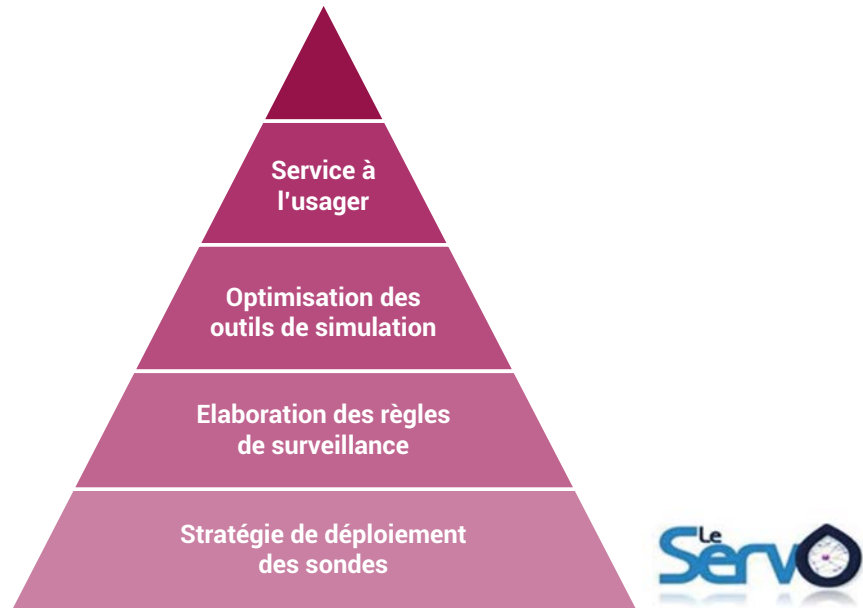 Service à
l'usager
Optimisation des
outils de simulation
Elaboration des règles
de surveillance
Stratégie de déploiement
des sondes
Le
Servo